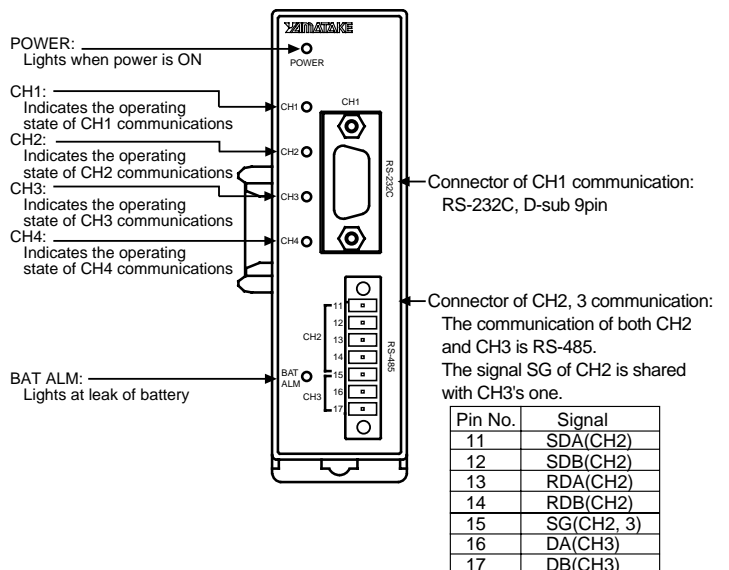 YAMATAKE
POWER:
Lights when power is ON
POWER
CH1:
Indicates the operating
state of CH1 communications
CH1
CH1
CH2:
Indicates the operating
state of CH2 communications
CH2
RS-232C
CH3:
Indicates the operating
state of CH3 communications
CH3
CH4:
Indicates the operating
state of CH4 communications
CH4
Connector of CH1 communication:
RS-232C, D-sub 9pin
Connector of CH2, 3 communication:
The communication of both CH2
and CH3 is RS-485.
The signal SG of CH2 is shared
with CH3's one.
11
12
CH2
13
14
15
CH3
16
17
RS-485
BAT ALM:
Lights at leak of battery
BAT
ALM
Pin No. Signal
11 SDA(CH2)
12 SDB(CH2)
13 RDA(CH2)
14 RDB(CH2)
15 SG(CH2, 3)
16 DA(CH3)
17 DB(CH3)